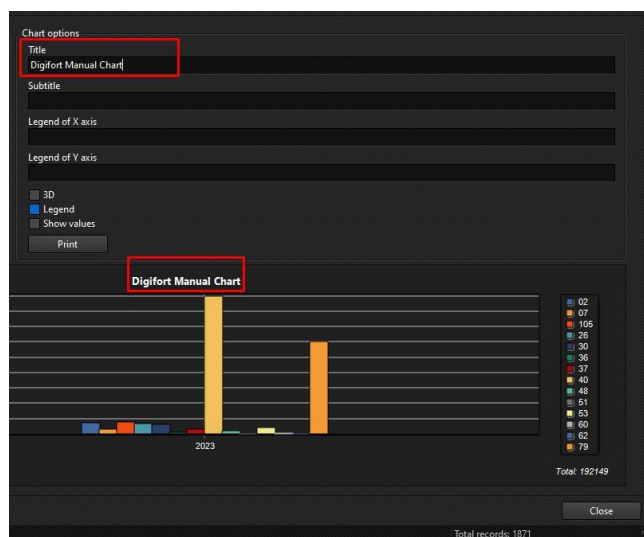 Chart options
Title
Digifort Manual Chart
Subtitle
Legend of X axis
Legend of Y axis
3D
Legend
Show values
Print
Digifort Manual Chart
02
07
105
26
30
36
37
40
48
51
53
60
62
79
2023
Total: 192149
Close
Total records: 1871